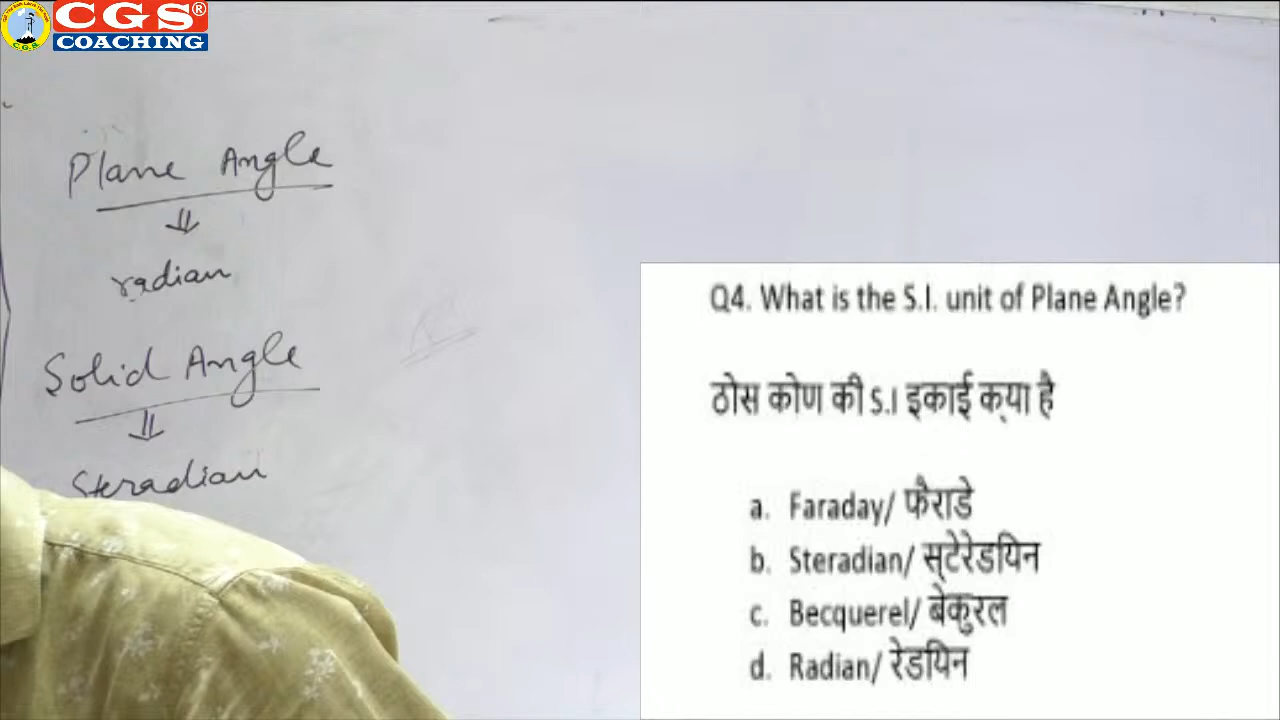 CGS®
COACHING
C.G.S
Plane Angle
radian
Solid Angle
Steradian
Q4. What is the S.I. unit of Plane Angle?
ठोस कोण की S.I इकाई क्या है
a. Faraday/ फैराडे
b. Steradian/ स्टेरेडयिन
c. Becquerel/ बेकुरल
d. Radian/ रेडयिन